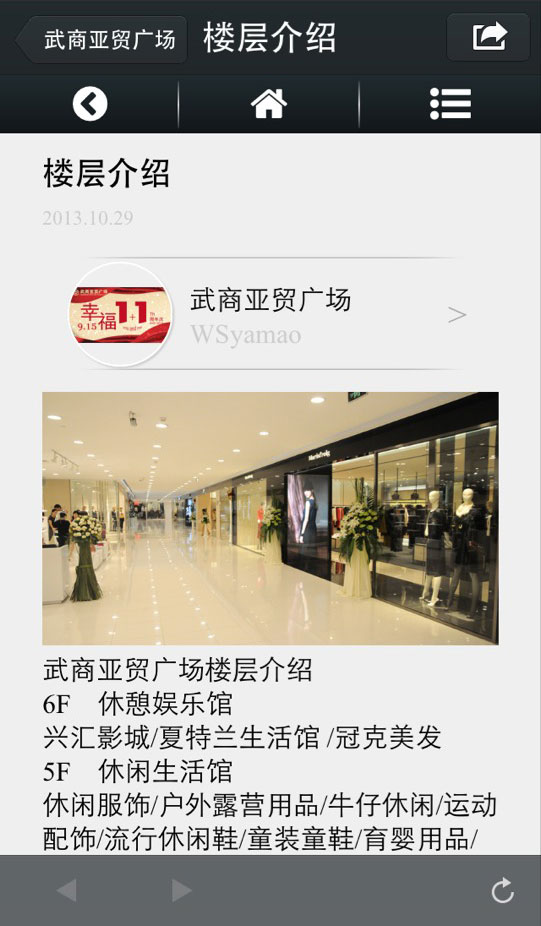 武商亚贸广场
楼层介绍
楼层介绍
2013.10.29
幸福 11+1
9.15
武商亚贸广场
WSyamao
>
武商亚贸广场楼层介绍
6F 休憩娱乐馆
兴汇影城/夏特兰生活馆 /冠克美发
5F 休闲生活馆
休闲服饰/户外露营用品/牛仔休闲/运动
配饰/流行休闲鞋/童装童鞋/育婴用品/